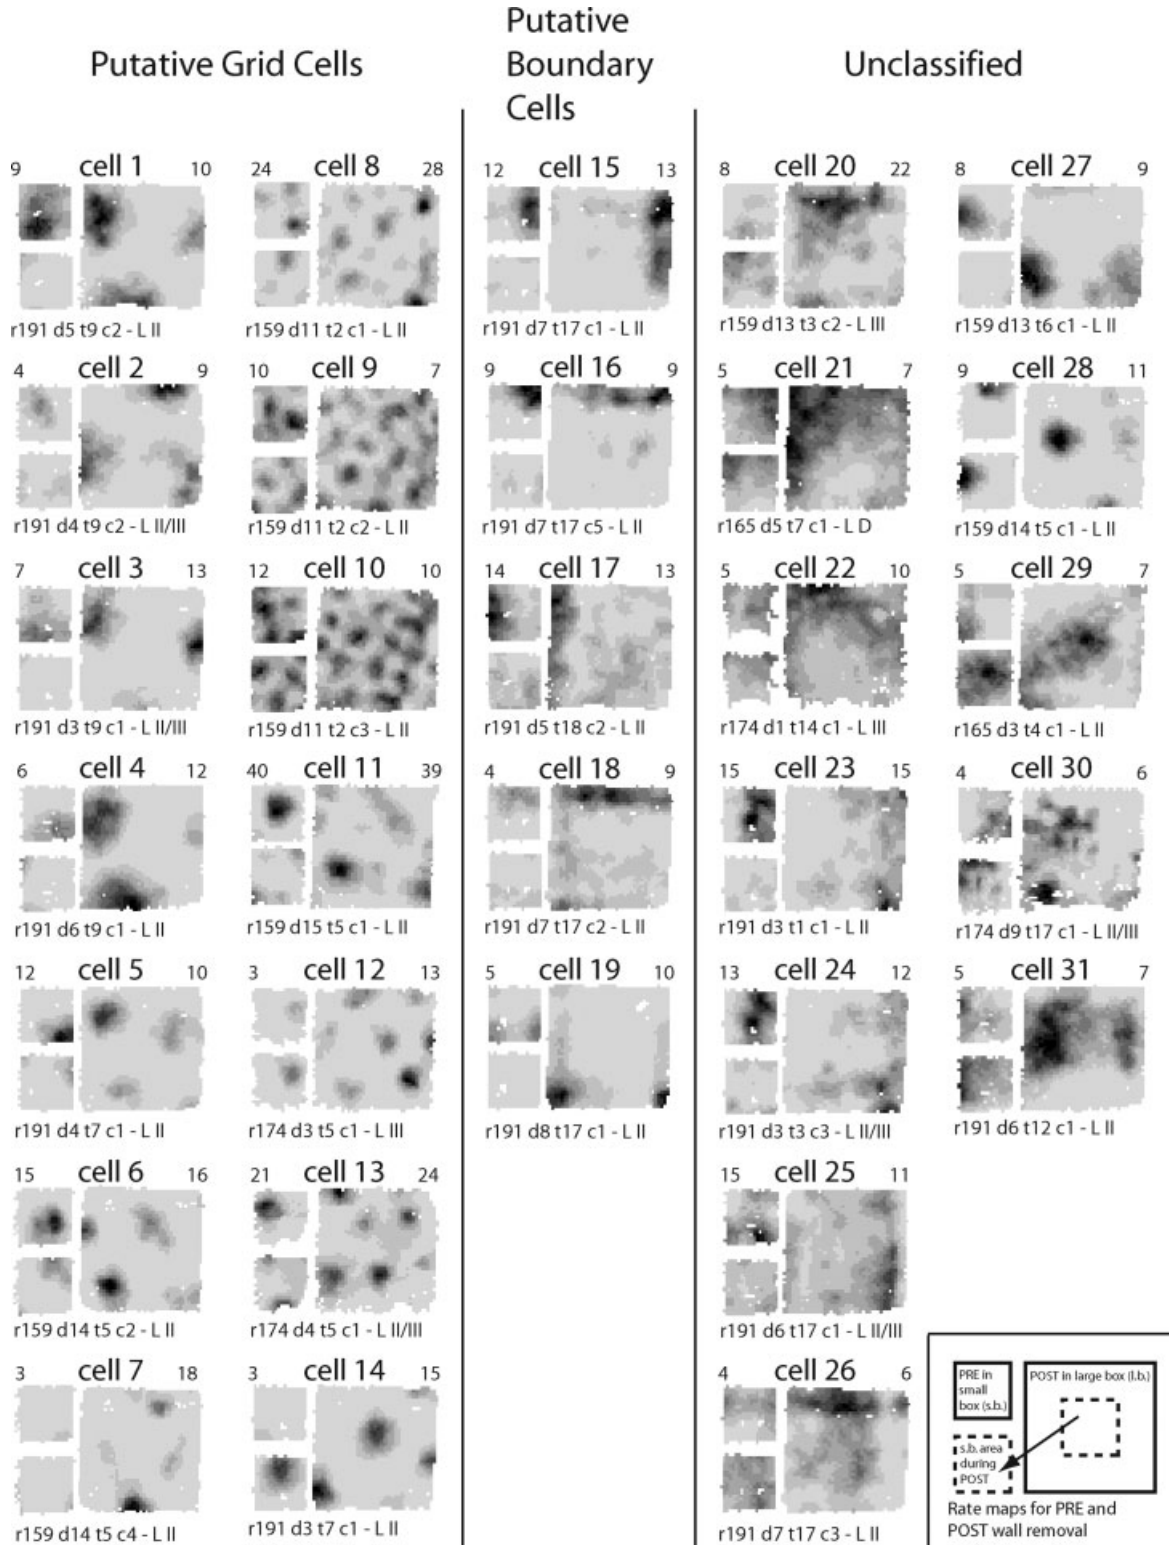 Putative Grid Cells
Putative
Boundary
Cells
Unclassified
9 cell 1 10
r191 d5 t9 c2 - L II
4 cell 2 9
r191 d4 t9 c2 - L II/III
7 cell 3 13
r191 d3 t9 c1 - L II/III
6 cell 4 12
r191 d6 t9 c1 - L II
12 cell 5 10
r191 d4 t7 c1 - L II
15 cell 6 16
r159 d14 t5 c2 - L II
3 cell 7 18
r159 d14 t5 c4 - L II
24 cell 8 28
r159 d11 t2 c1 - L II
10 cell 9 7
r159 d11 t2 c2 - L II
12 cell 10 10
r159 d11 t2 c3 - L II
40 cell 11 39
r159 d15 t5 c1 - L II
3 cell 12 13
r174 d3 t5 c1 - L III
21 cell 13 24
r174 d4 t5 c1 - L II/III
3 cell 14 15
r191 d3 t7 c1 - L II
12 cell 15 13
r191 d7 t17 c1 - L II
9 cell 16 9
r191 d7 t17 c5 - L II
14 cell 17 13
r191 d5 t18 c2 - L II
4 cell 18 9
r191 d7 t17 c2 - L II
5 cell 19 10
r191 d8 t17 c1 - L II
8 cell 20 22
r159 d13 t3 c2 - L III
5 cell 21 7
r165 d5 t7 c1 - L D
5 cell 22 10
r174 d1 t14 c1 - L III
15 cell 23 15
r191 d3 t1 c1 - L II
13 cell 24 12
r191 d3 t3 c3 - L II/III
15 cell 25 11
r191 d6 t17 c1 - L II/III
4 cell 26 6
r191 d7 t17 c3 - L II
8 cell 27 9
r159 d13 t6 c1 - L II
9 cell 28 11
r159 d14 t5 c1 - L II
5 cell 29 7
r165 d3 t4 c1 - L II
4 cell 30 6
r174 d9 t17 c1 - L II/III
5 cell 31 7
r191 d6 t12 c1 - L II
PRE in
small
box (s.b.)
POST in large box (l.b.)
s.b. area
during
POST
Rate maps for PRE and
POST wall removal